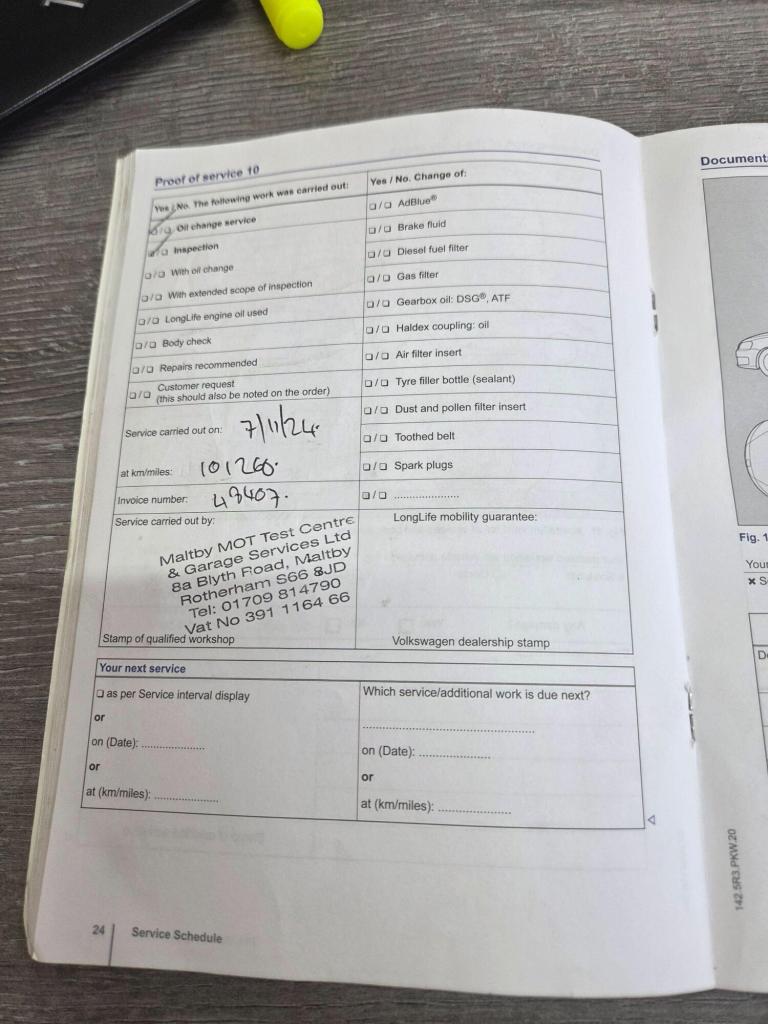 Proof of service 10
Yes / No. The following work was carried out:
❑ / ❑ Oil change service
❑ / ❑ Inspection
❑ / ❑ With oil change
❑ / ❑ With extended scope of inspection
❑ / ❑ LongLife engine oil used
❑ / ❑ Body check
❑ / ❑ Repairs recommended
❑ / ❑ Customer request
(this should also be noted on the order)
Service carried out on: 7/11/24.
at km/miles: 101260.
Invoice number: 48407.
Service carried out by:
Maltby MOT Test Centre
& Garage Services Ltd
8a Blyth Road, Maltby
Rotherham S66 8JD
Tel: 01709 814790
Vat No 391 1164 66
Stamp of qualified workshop
Yes / No. Change of:
❑ / ❑ AdBlue®
❑ / ❑ Brake fluid
❑ / ❑ Diesel fuel filter
❑ / ❑ Gas filter
❑ / ❑ Gearbox oil: DSG®, ATF
❑ / ❑ Haldex coupling: oil
❑ / ❑ Air filter insert
❑ / ❑ Tyre filler bottle (sealant)
❑ / ❑ Dust and pollen filter insert
❑ / ❑ Toothed belt
❑ / ❑ Spark plugs
❑ / ❑ .....................
LongLife mobility guarantee:
Volkswagen dealership stamp
Your next service
❑ as per Service interval display
or
on (Date): ....................
or
at (km/miles): ....................
Which service/additional work is due next?
......................................................
on (Date): ......................
or
at (km/miles): ......................
24 Service Schedule
Document
Fig. 1
Your
142.5R3.PKW.20